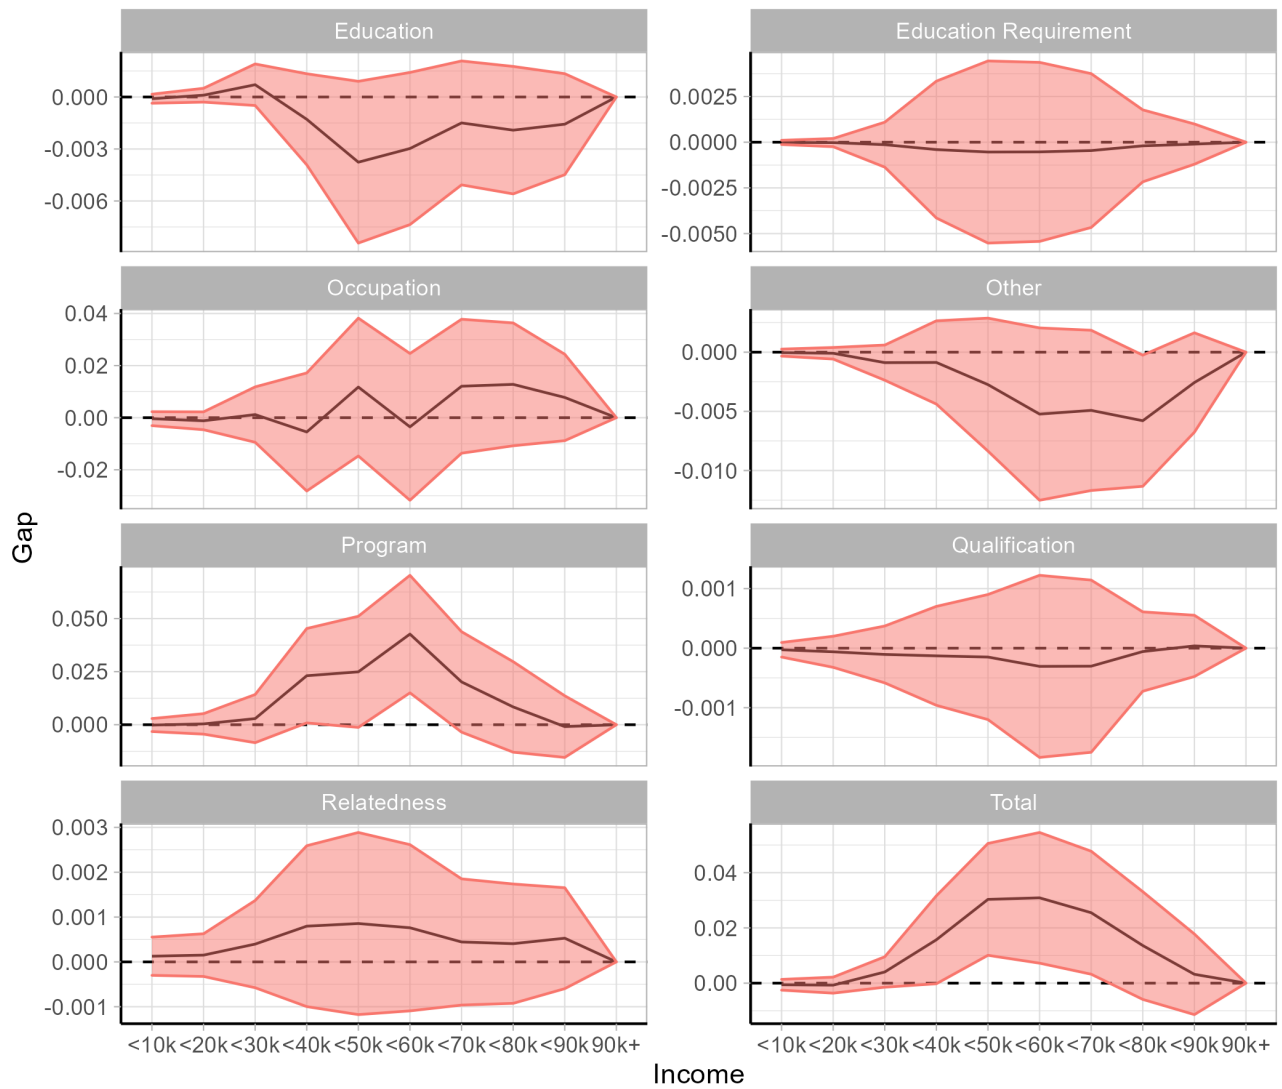 Education
Education Requirement
0.000
-0.003
-0.006
0.0025
0.0000
-0.0025
-0.0050
Occupation
Other
0.04
0.02
0.00
-0.02
0.000
-0.005
-0.010
Gap
Program
Qualification
0.050
0.025
0.000
0.001
0.000
-0.001
Relatedness
Total
0.003
0.002
0.001
0.000
-0.001
0.04
0.02
0.00
<10k <20k <30k <40k <50k <60k <70k <80k <90k 90k+
<10k <20k <30k <40k <50k <60k <70k <80k <90k 90k+
Income